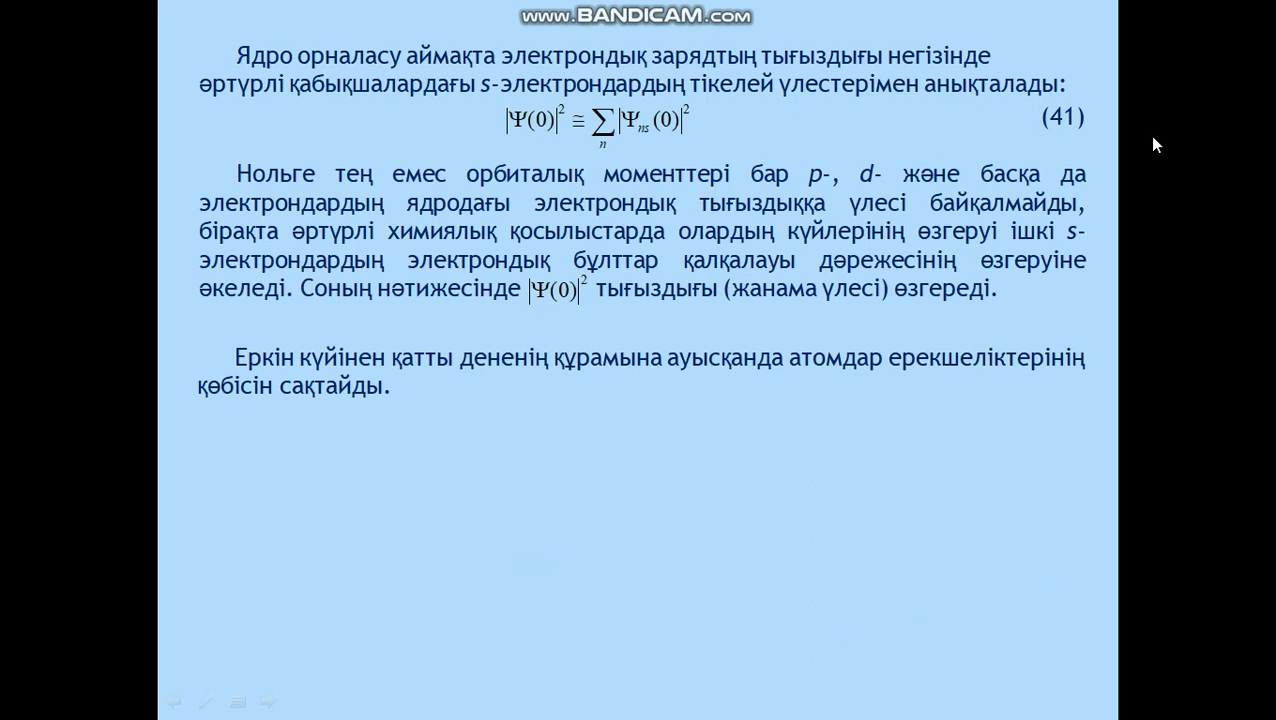 www.BANDICAM.com
Ядро орналасу аймақта электрондық зарядтың тығыздығы негізінде
әртүрлі қабықшалардағы s-электрондардың тікелей үлестерімен анықталады:
|Ψ(0)|² ≅ ∑ₙ|Ψₙₛ(0)|² (41)
Нольге тең емес орбиталық моменттері бар p-, d- және басқа да
электрондардың ядродағы электрондық тығыздыққа үлесі байқалмайды,
бірақта әртүрлі химиялық қосылыстарда олардың күйлерінің өзгеруі ішкі s-
электрондардың электрондық бұлттар қалқалауы дәрежесінің өзгеруіне
әкеледі. Соның нәтижесінде |Ψ(0)|² тығыздығы (жанама үлесі) өзгереді.
Еркін күйінен қатты дененің құрамына ауысқанда атомдар ерекшеліктерінің
көбісін сақтайды.